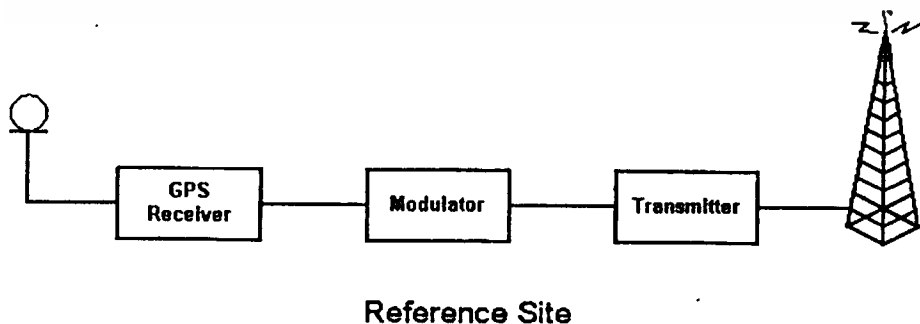 GPS
Receiver
Modulator
Transmitter
Reference Site